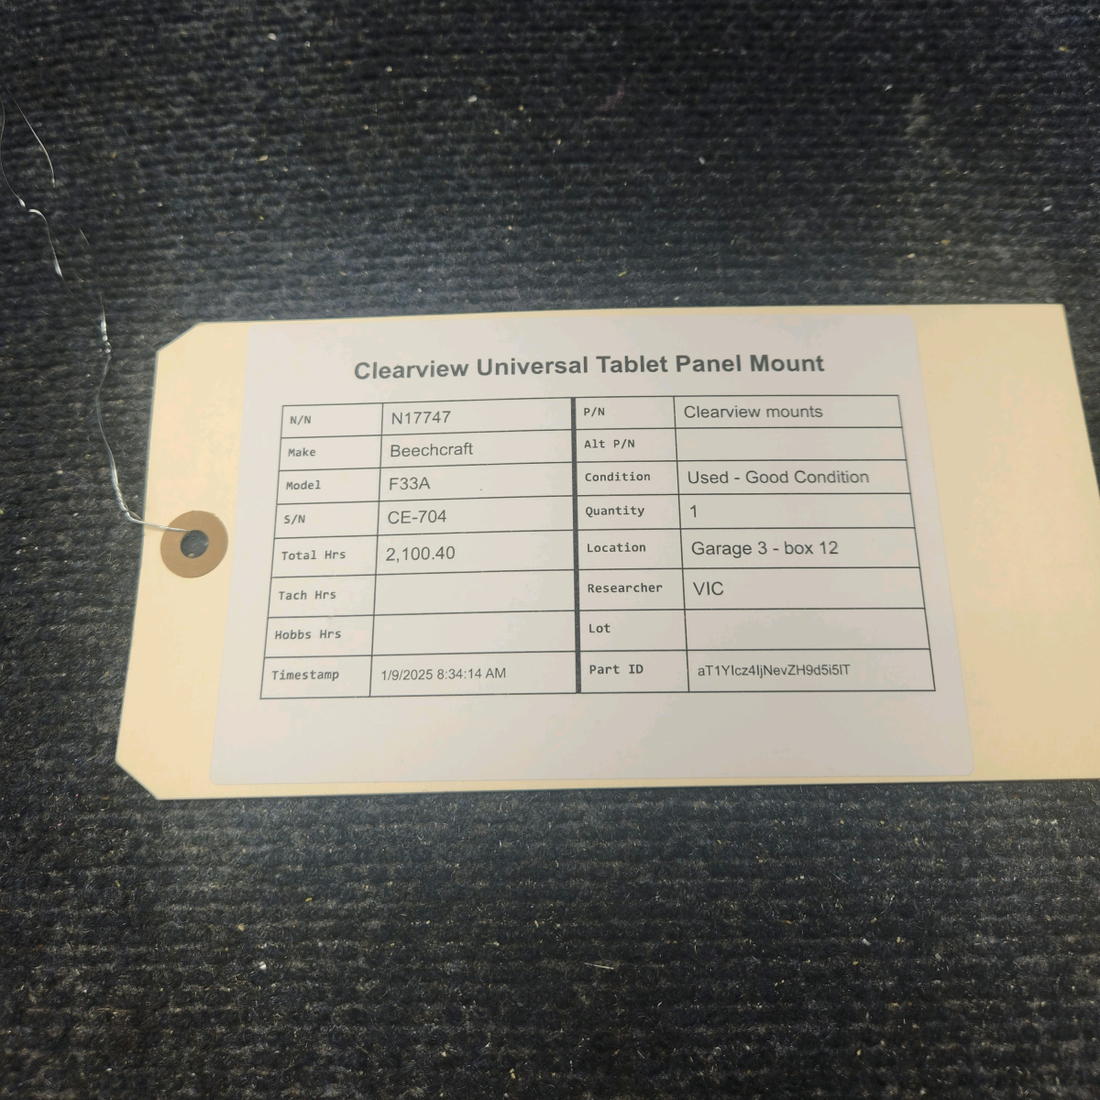 Clearview Universal Tablet Panel Mount
N/N N17747 P/N Clearview mounts
Make Beechcraft Alt P/N
Model F33A Condition Used - Good Condition
S/N CE-704 Quantity 1
Total Hrs 2,100.40 Location Garage 3 - box 12
Tach Hrs Researcher VIC
Hobbs Hrs Lot
Timestamp 1/9/2025 8:34:14 AM Part ID